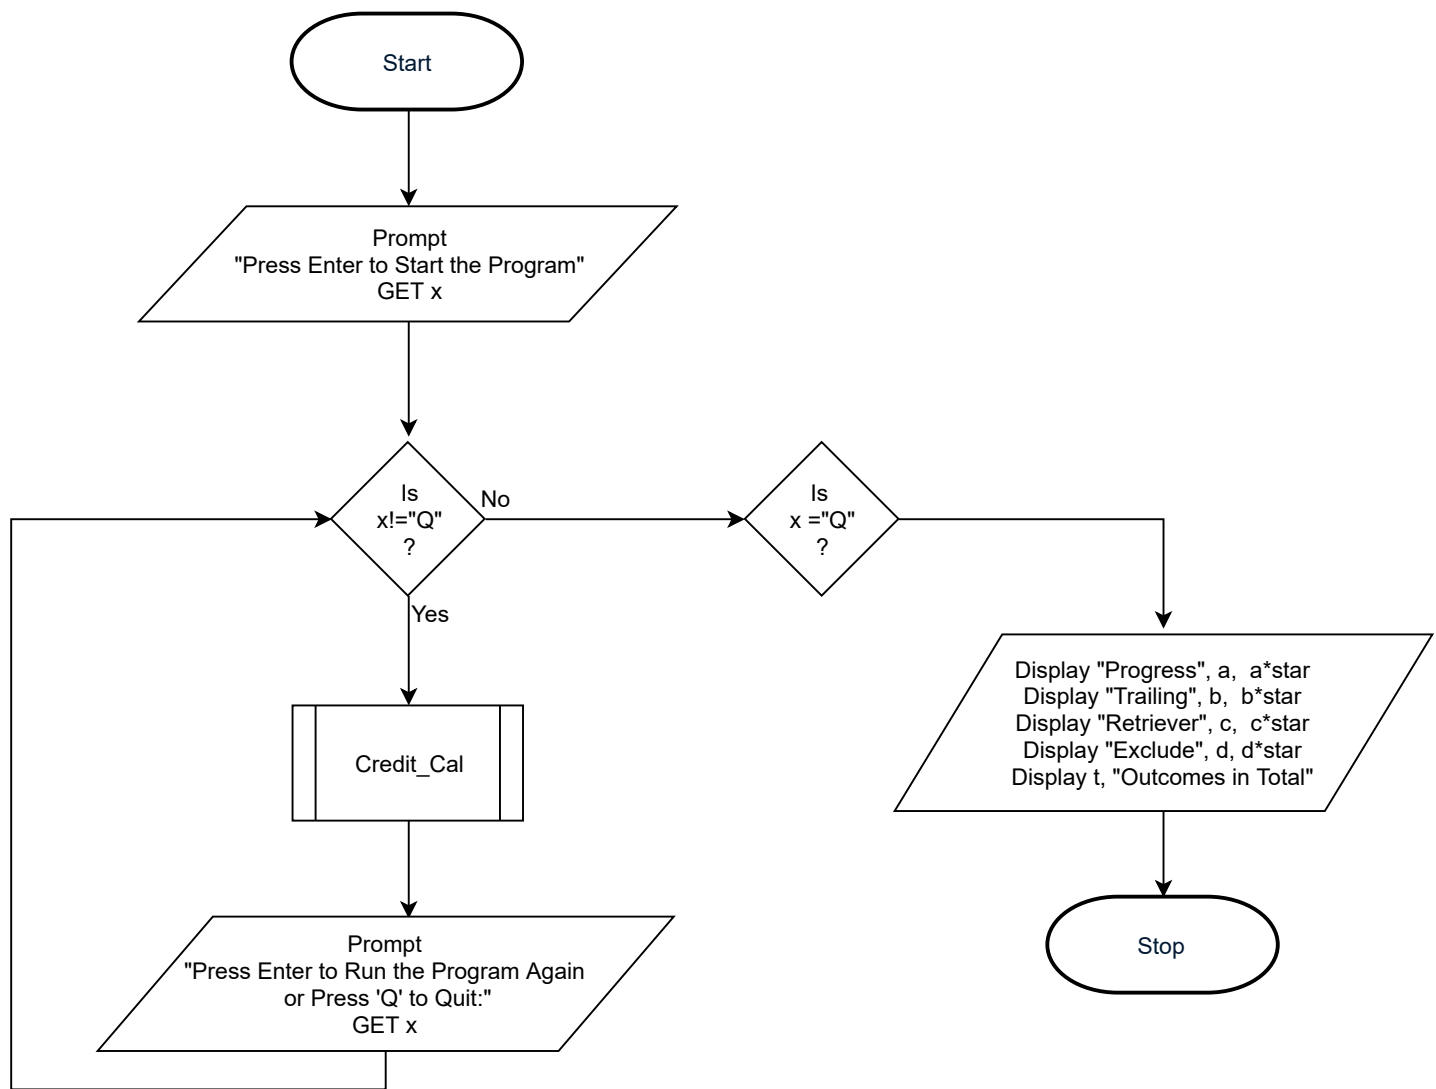 Start
Prompt
"Press Enter to Start the Program"
GET x
Is
x!="Q"
?
No
Yes
Is
x ="Q"
?
Credit_Cal
Prompt
"Press Enter to Run the Program Again
or Press 'Q' to Quit:"
GET x
Display "Progress", a,  a*star
Display "Trailing", b,  b*star
Display "Retriever", c,  c*star
Display "Exclude", d, d*star
Display t, "Outcomes in Total"
Stop